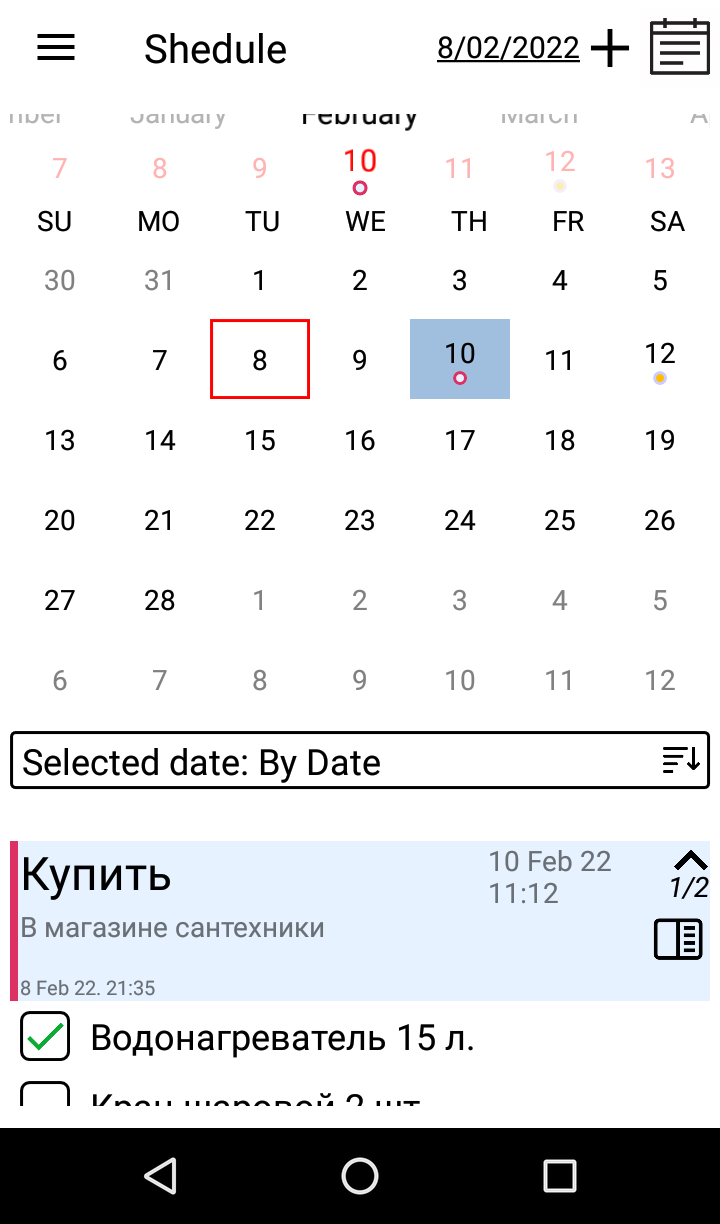 Shedule 8/02/2022
January February March
7 8 9 10 11 12 13
SU MO TU WE TH FR SA
30 31 1 2 3 4 5
6 7 8 9 10 11 12
13 14 15 16 17 18 19
20 21 22 23 24 25 26
27 28 1 2 3 4 5
6 7 8 9 10 11 12
Selected date: By Date
Купить 10 Feb 22
11:12 1/2
В магазине сантехники
8 Feb 22. 21:35
Водонагреватель 15 л.
Кран шаровой 2 шт